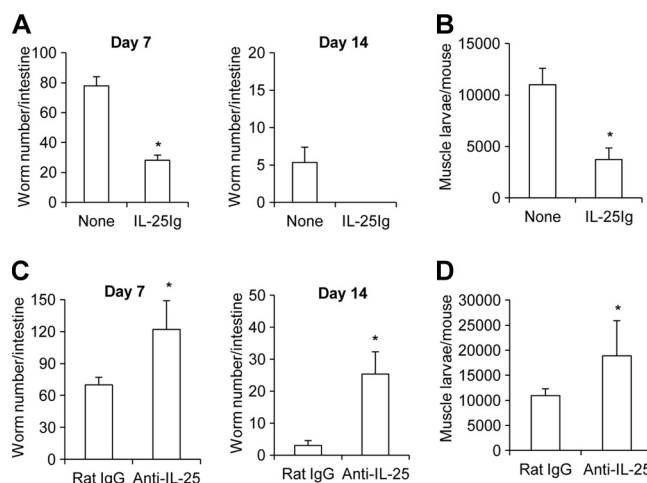 A
Day 7
Worm number/intestine
100
80
60
40
20
0
*
None IL-25Ig
Day 14
Worm number/intestine
20
15
10
5
0
None IL-25Ig
B
Muscle larvae/mouse
15000
10000
5000
0
*
None IL-25Ig
C
Day 7
Worm number/intestine
150
120
90
60
30
0
*
Rat IgG Anti-IL-25
Day 14
Worm number/intestine
50
40
30
20
10
0
*
Rat IgG Anti-IL-25
D
Muscle larvae/mouse
30000
25000
20000
15000
10000
5000
0
*
Rat IgG Anti-IL-25